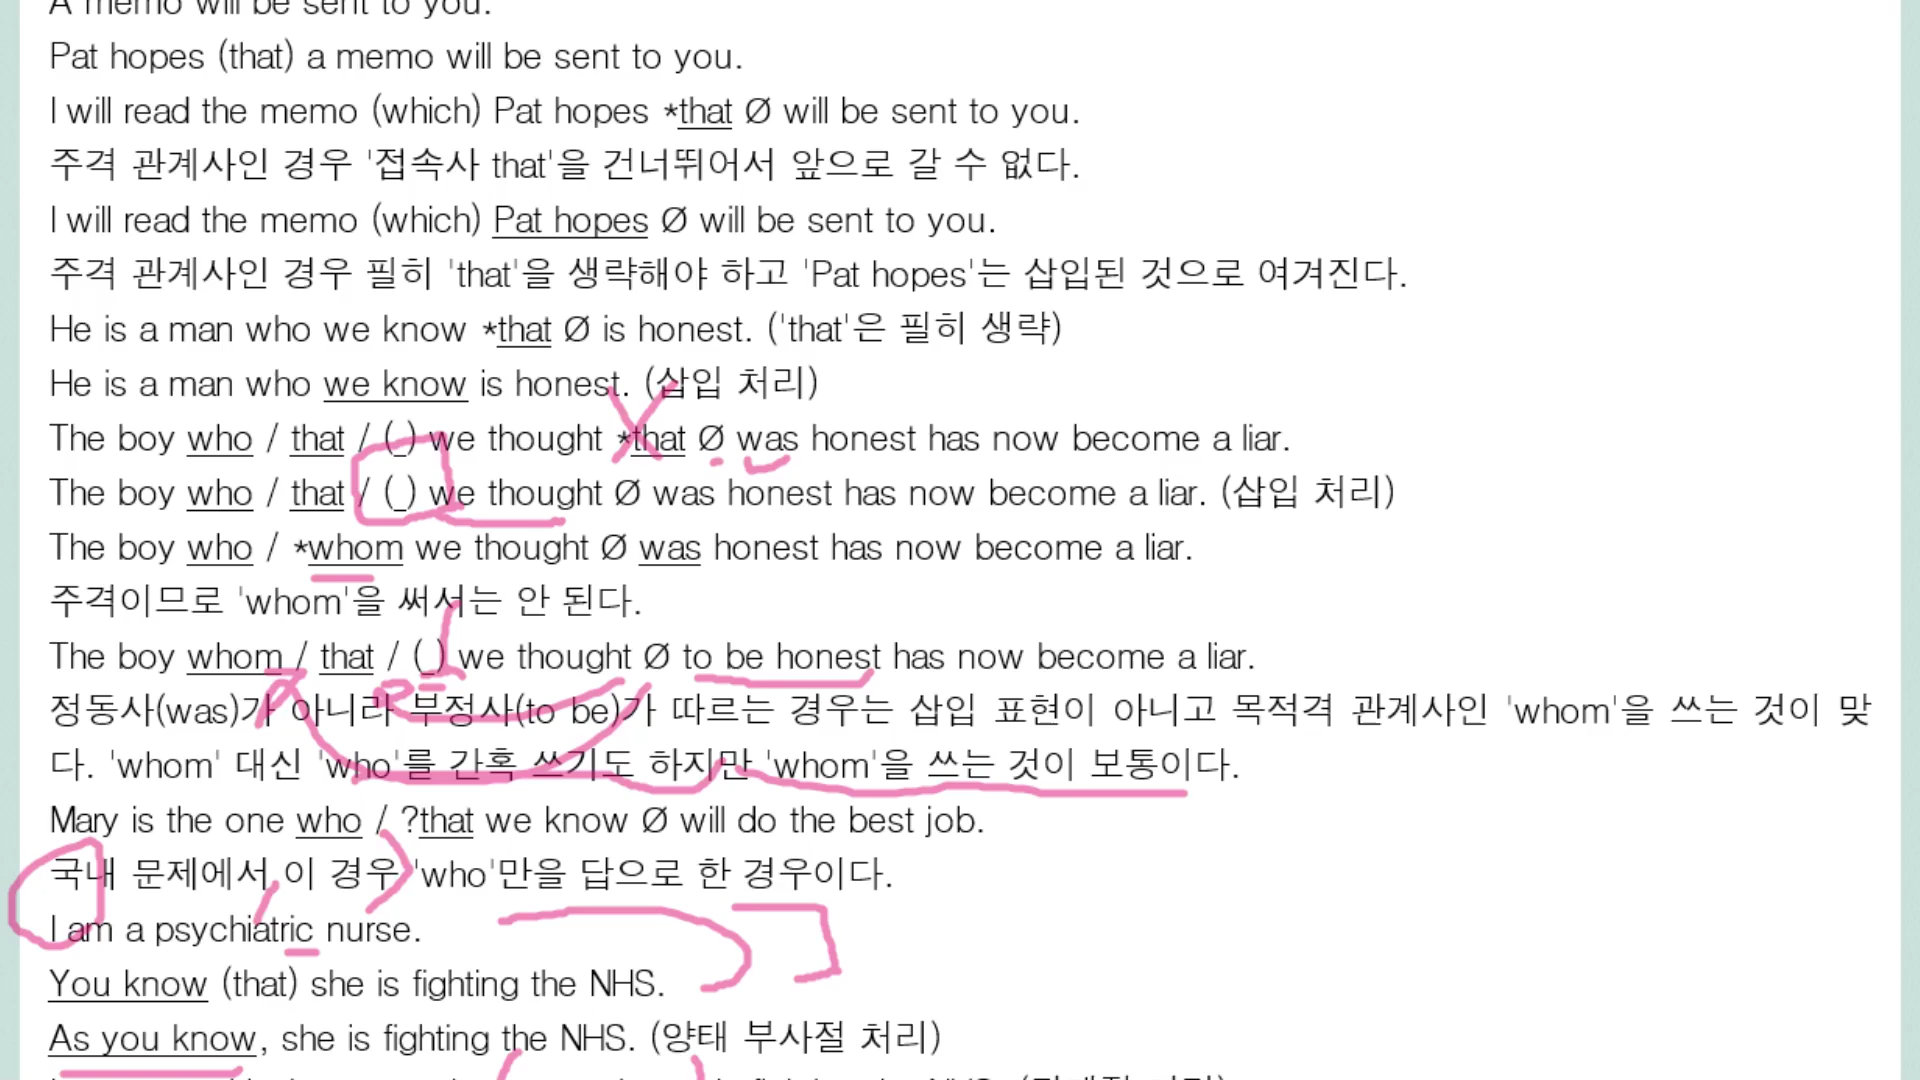 A memo will be sent to you.
Pat hopes (that) a memo will be sent to you.
I will read the memo (which) Pat hopes *that Ø will be sent to you.
주격 관계사인 경우 '접속사 that'을 건너뛰어서 앞으로 갈 수 없다.
I will read the memo (which) Pat hopes Ø will be sent to you.
주격 관계사인 경우 필히 'that'을 생략해야 하고 'Pat hopes'는 삽입된 것으로 여겨진다.
He is a man who we know *that Ø is honest. ('that'은 필히 생략)
He is a man who we know is honest. (삽입 처리)
The boy who / that / (_) we thought *that Ø was honest has now become a liar.
The boy who / that / (_) we thought Ø was honest has now become a liar. (삽입 처리)
The boy who / *whom we thought Ø was honest has now become a liar.
주격이므로 'whom'을 써서는 안 된다.
The boy whom / that / (_) we thought Ø to be honest has now become a liar.
정동사(was)가 아니라 부정사(to be)가 따르는 경우는 삽입 표현이 아니고 목적격 관계사인 'whom'을 쓰는 것이 맞
다. 'whom' 대신 'who'를 간혹 쓰기도 하지만 'whom'을 쓰는 것이 보통이다.
Mary is the one who / ?that we know Ø will do the best job.
국내 문제에서 이 경우 'who'만을 답으로 한 경우이다.
I am a psychiatric nurse.
You know (that) she is fighting the NHS.
As you know, she is fighting the NHS. (양태 부사절 처리)